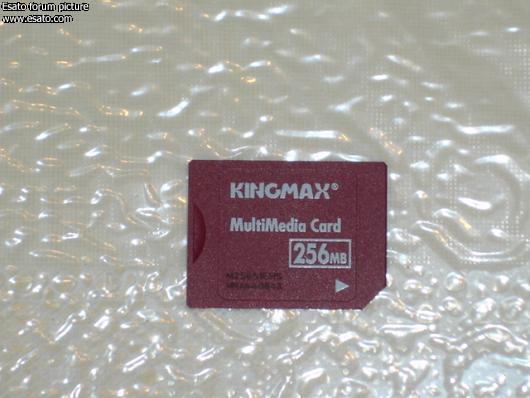 Esato forum picture
www.esato.com
KINGMAX®
MultiMedia Card
256MB